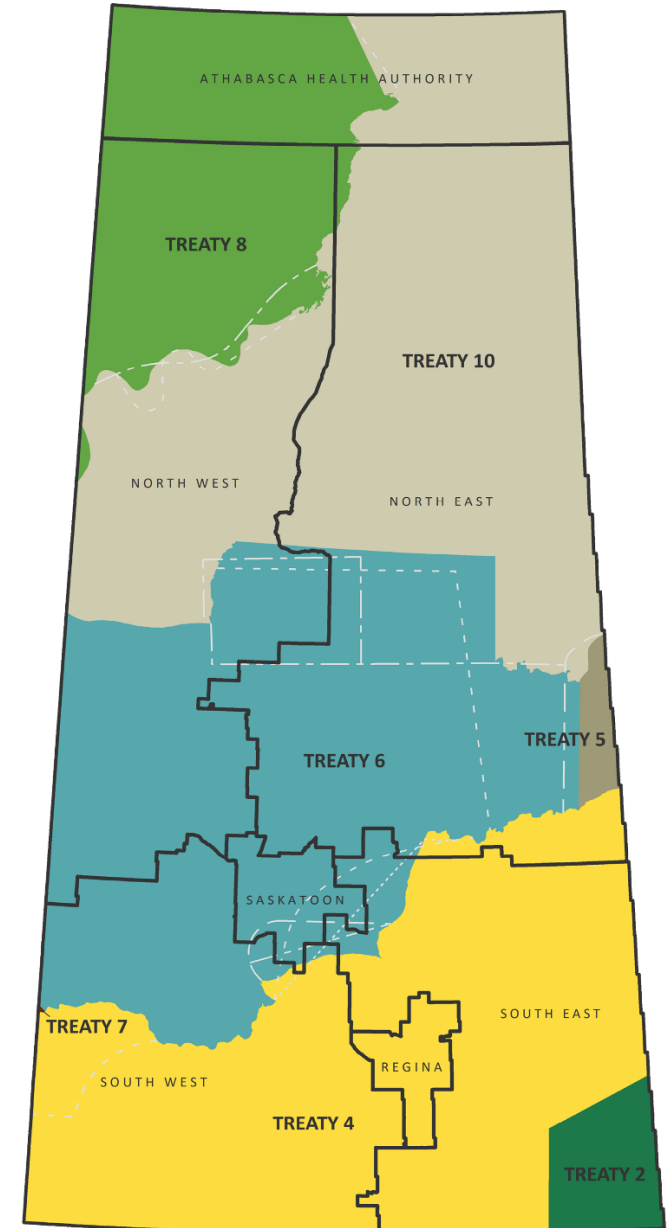 ATHABASCA HEALTH AUTHORITY
TREATY 8
TREATY 10
NORTH WEST
NORTH EAST
TREATY 5
TREATY 6
SASKATOON
SOUTH EAST
TREATY 7
REGINA
SOUTH WEST
TREATY 4
TREATY 2